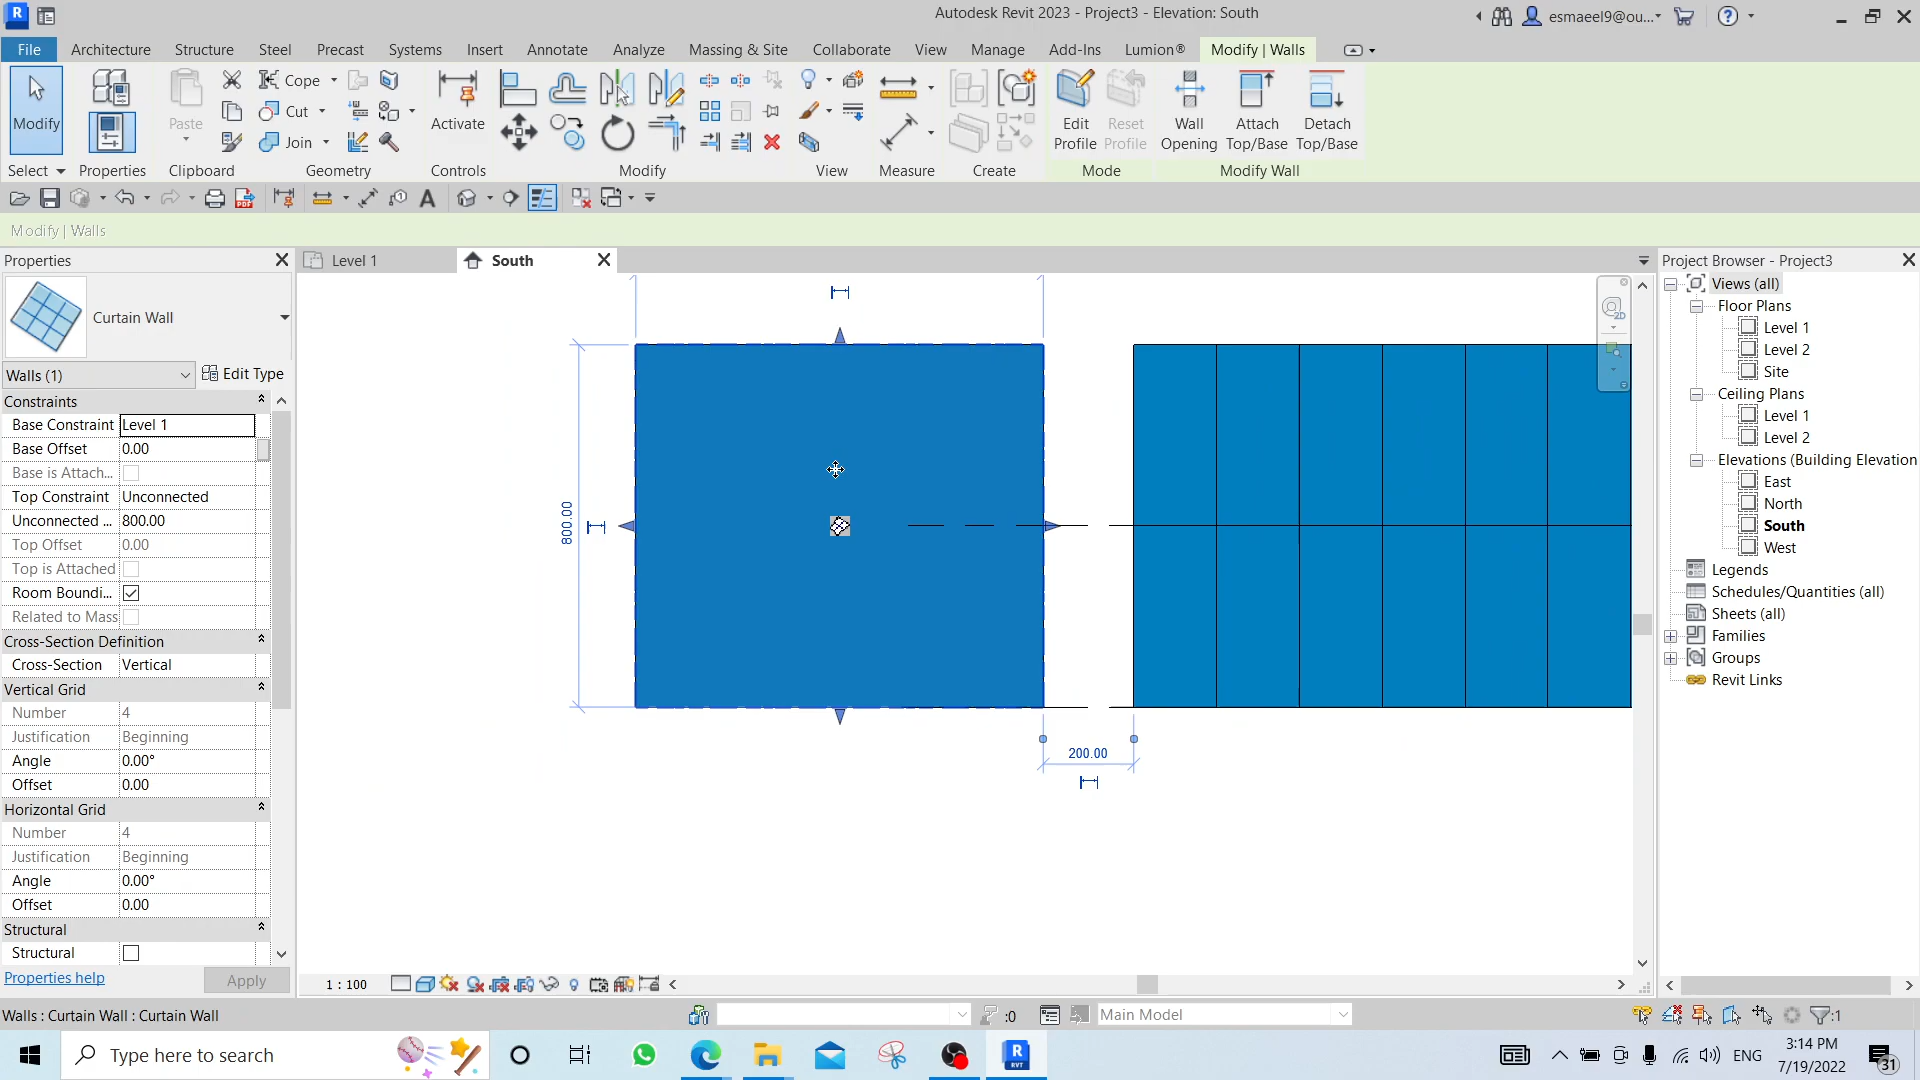 Autodesk Revit 2023 - Project3 - Elevation: South
esmaeel9@ou...
File Architecture Structure Steel Precast Systems Insert Annotate Analyze Massing & Site Collaborate View Manage Add-Ins Lumion® Modify | Walls
Modify
Paste
Cope
Cut
Join
Activate
Edit Profile
Reset Profile
Wall Opening
Attach Top/Base
Detach Top/Base
Select Properties Clipboard Geometry Controls Modify View Measure Create Mode Modify Wall
Modify | Walls
Properties
Curtain Wall
Walls (1)
Edit Type
Constraints
Base Constraint Level 1
Base Offset 0.00
Base is Attach...
Top Constraint Unconnected
Unconnected ... 800.00
Top Offset 0.00
Top is Attached
Room Boundi...
Related to Mass
Cross-Section Definition
Cross-Section Vertical
Vertical Grid
Number 4
Justification Beginning
Angle 0.00°
Offset 0.00
Horizontal Grid
Number 4
Justification Beginning
Angle 0.00°
Offset 0.00
Structural
Structural
Properties help
Apply
Level 1
South
800.00
200.00
2D
1 : 100
Project Browser - Project3
Views (all)
Floor Plans
Level 1
Level 2
Site
Ceiling Plans
Level 1
Level 2
Elevations (Building Elevation
East
North
South
West
Legends
Schedules/Quantities (all)
Sheets (all)
Families
Groups
Revit Links
Walls : Curtain Wall : Curtain Wall
:0
Main Model
:1
Type here to search
ENG
3:14 PM
7/19/2022
31